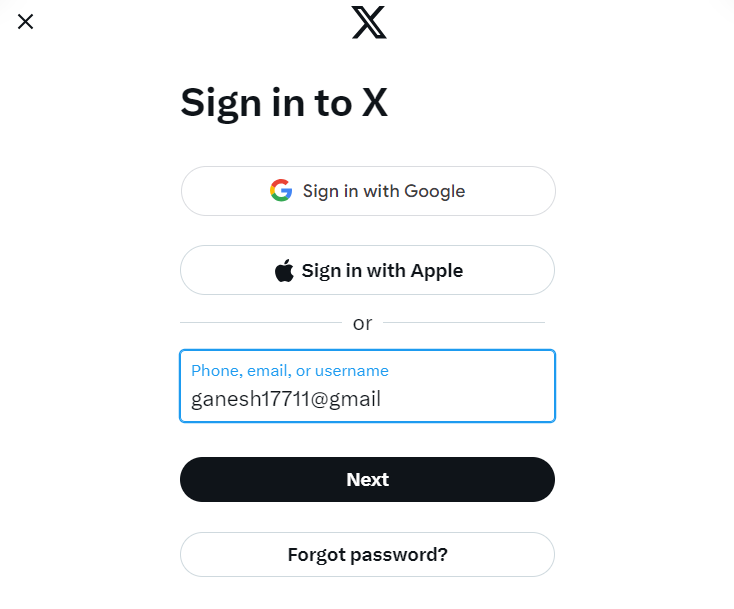 Sign in to X
Sign in with Google
Sign in with Apple
or
Phone, email, or username
ganesh17711@gmail
Next
Forgot password?